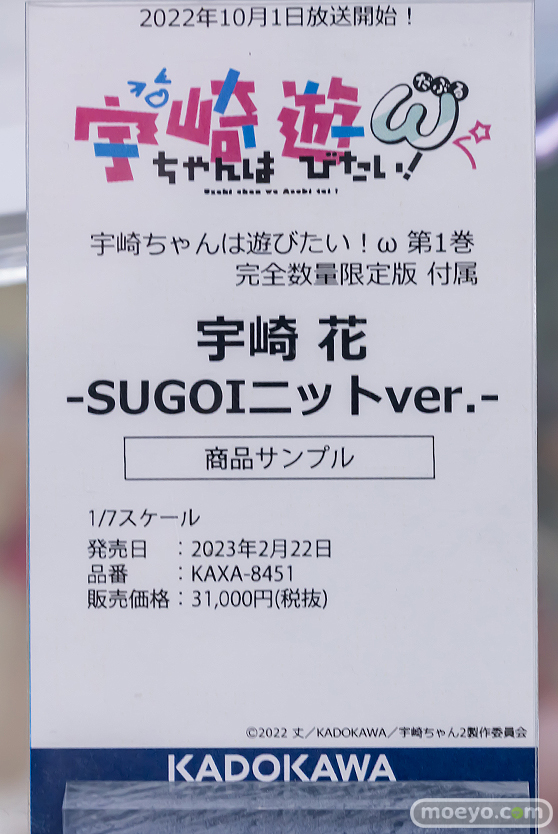 2022年10月1日放送開始！
宇崎ちゃんは遊びたい！ω
だぶる
Uzaki chan wa Asobi tai !
宇崎ちゃんは遊びたい！ω 第1巻
完全数量限定版 付属
宇崎 花
-SUGOIニットver.-
商品サンプル
1/7スケール
発売日　：2023年2月22日
品番　　：KAXA-8451
販売価格：31,000円(税抜)
©2022 丈／KADOKAWA／宇崎ちゃん2製作委員会
KADOKAWA
moeyo.com